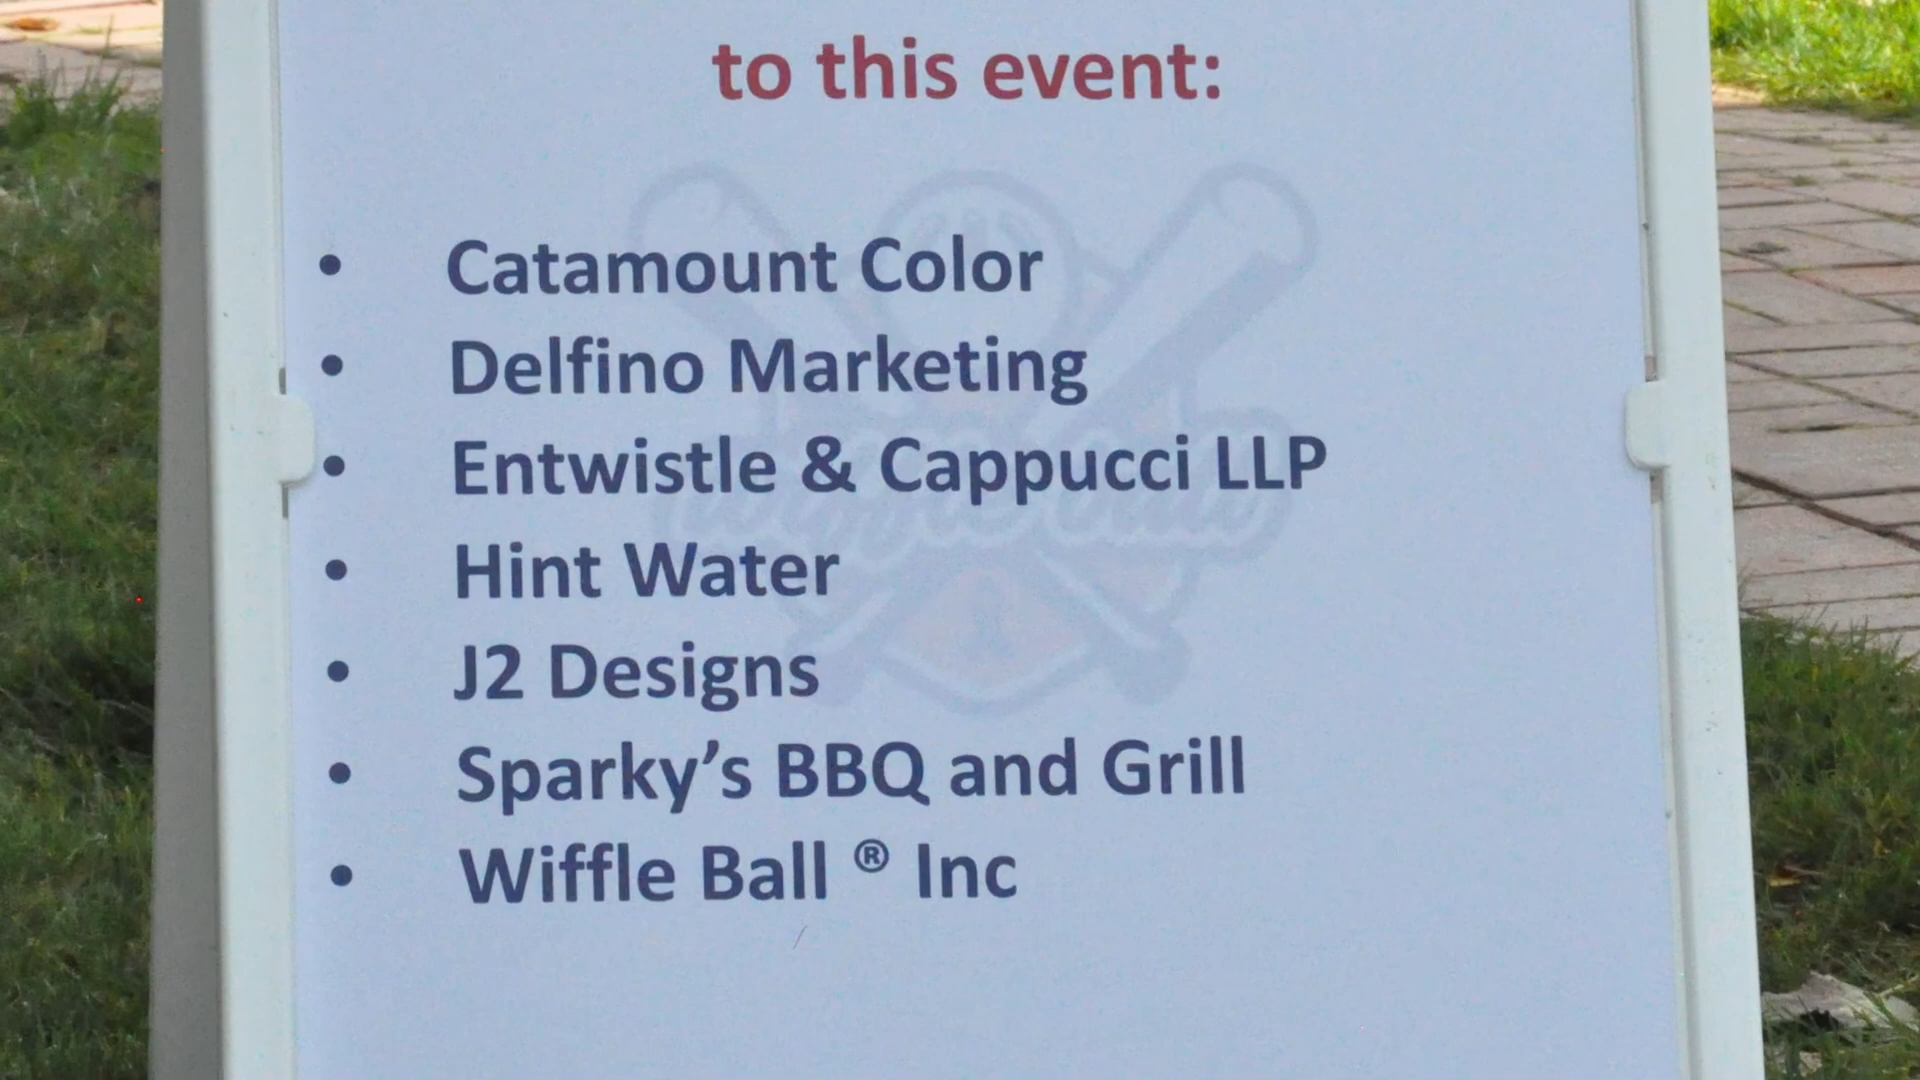 to this event:
• Catamount Color
• Delfino Marketing
• Entwistle & Cappucci LLP
• Hint Water
• J2 Designs
• Sparky’s BBQ and Grill
• Wiffle Ball ® Inc